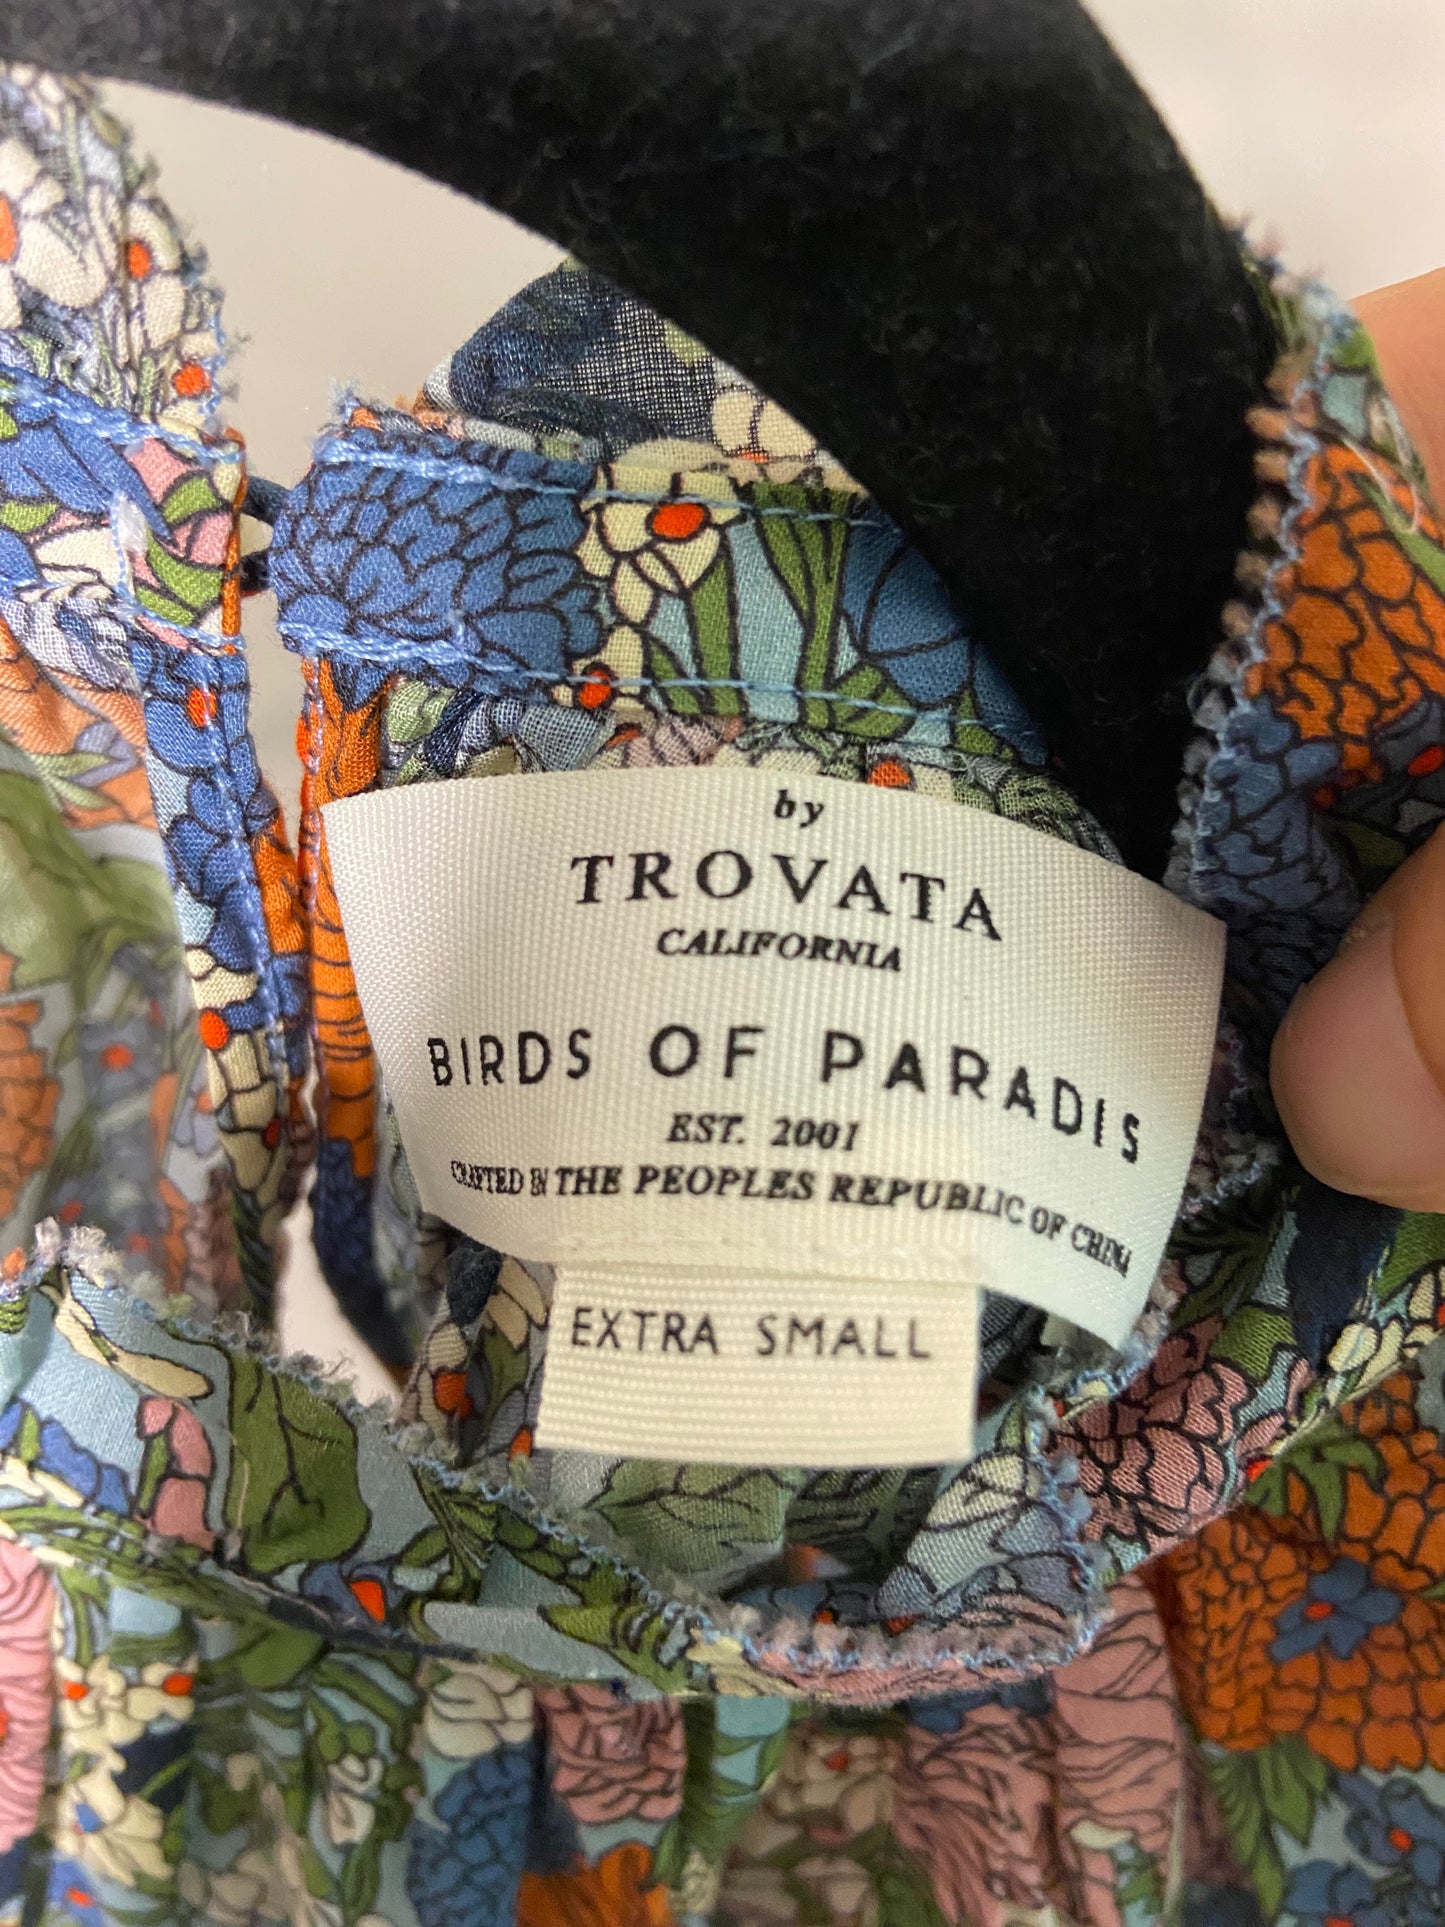 by
TROVATA
CALIFORNIA
BIRDS OF PARADIS
EST. 2001
CRAFTED IN THE PEOPLES REPUBLIC OF CHINA
EXTRA SMALL